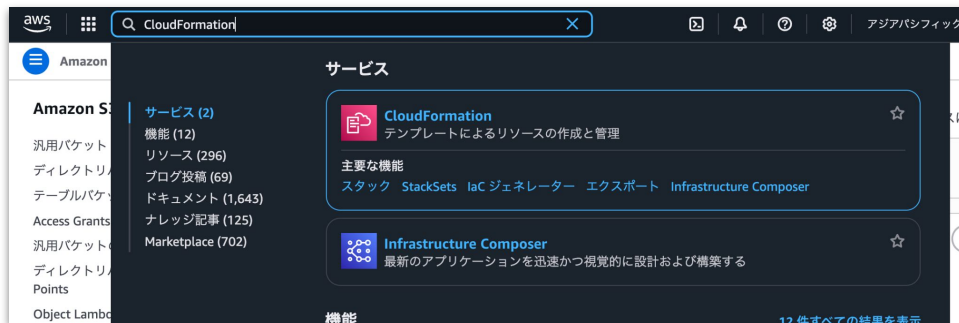 aws
CloudFormation
アジアパシフィック
Amazon
サービス
Amazon S3
サービス (2)
機能 (12)
リソース (296)
ブログ投稿 (69)
ドキュメント (1,643)
ナレッジ記事 (125)
Marketplace (702)
汎用バケット
ディレクトリバ
テーブルバケッ
Access Grants
汎用バケットの
ディレクトリバ
Points
Object Lambd
CloudFormation
テンプレートによるリソースの作成と管理
主要な機能
スタック StackSets IaC ジェネレーター エクスポート Infrastructure Composer
Infrastructure Composer
最新のアプリケーションを迅速かつ視覚的に設計および構築する
機能
12 件すべての結果を表示